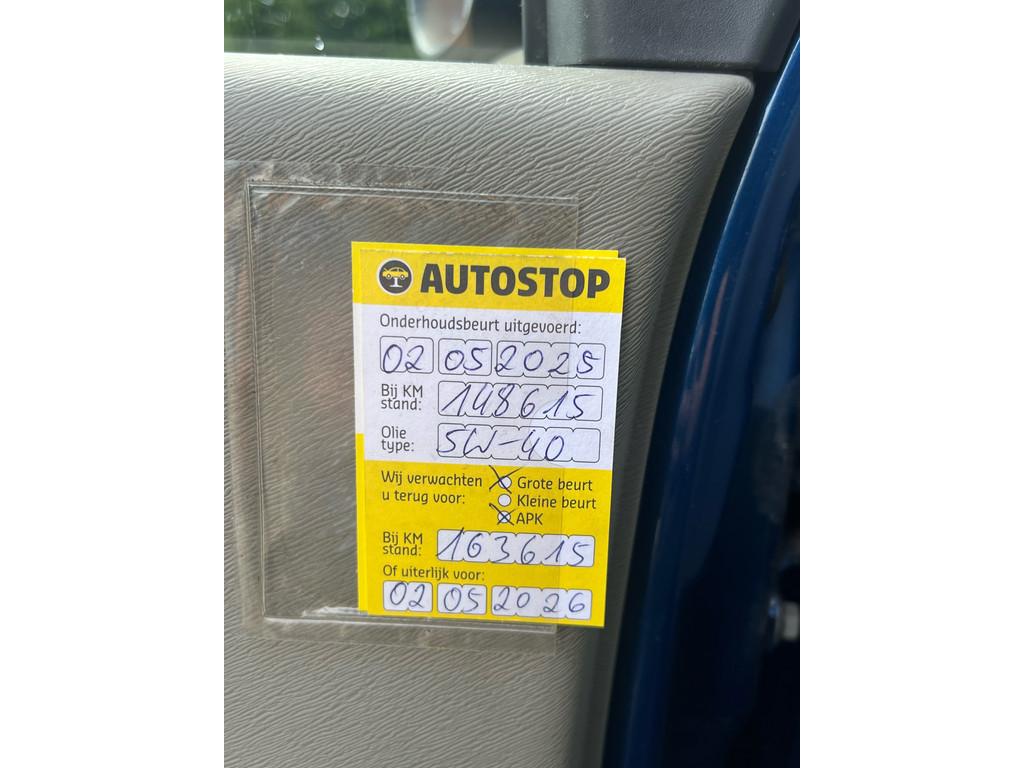 AUTOSTOP
Onderhoudsbeurt uitgevoerd:
02 05 2025
Bij KM stand: 148615
Olie type: 5W-40
Wij verwachten u terug voor:
Grote beurt
Kleine beurt
APK
Bij KM stand: 163615
Of uiterlijk voor:
02 05 2026